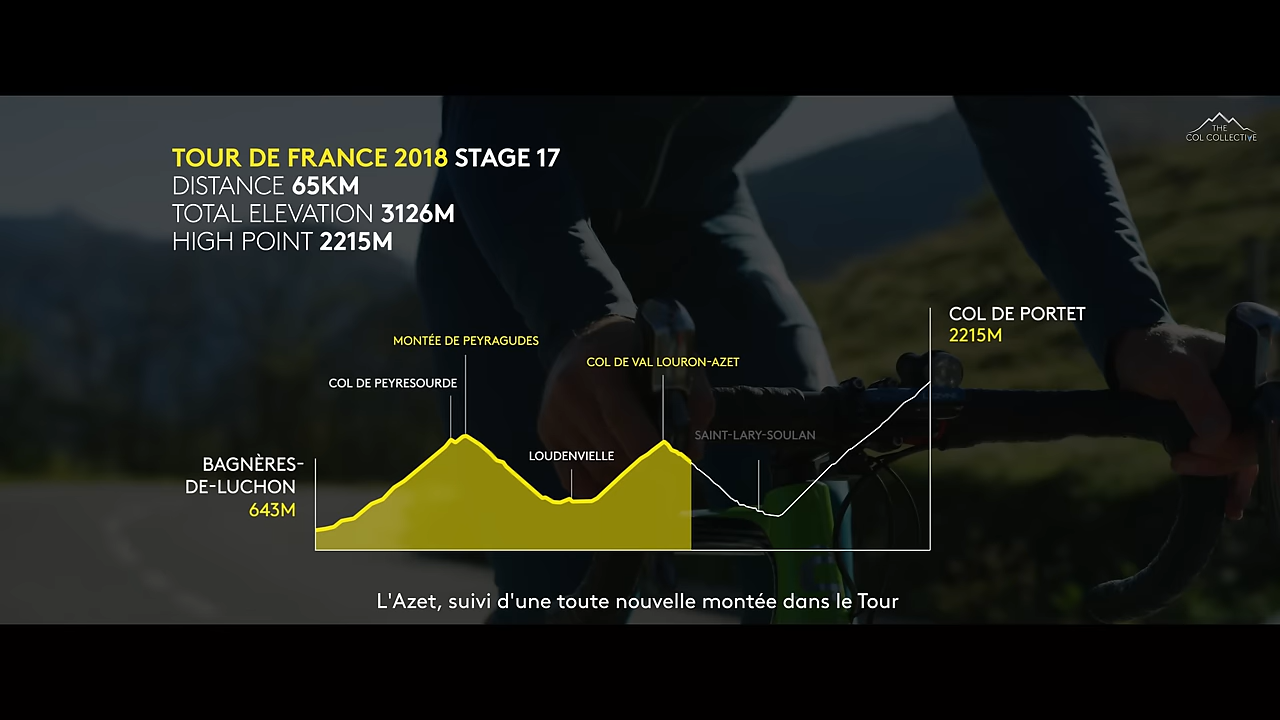 THE
COL COLLECTIVE
TOUR DE FRANCE 2018 STAGE 17
DISTANCE 65KM
TOTAL ELEVATION 3126M
HIGH POINT 2215M
COL DE PORTET
2215M
MONTÉE DE PEYRAGUDES
COL DE VAL LOURON-AZET
COL DE PEYRESOURDE
SAINT-LARY-SOULAN
LOUDENVIELLE
BAGNÈRES-
DE-LUCHON
643M
L'Azet, suivi d'une toute nouvelle montée dans le Tour